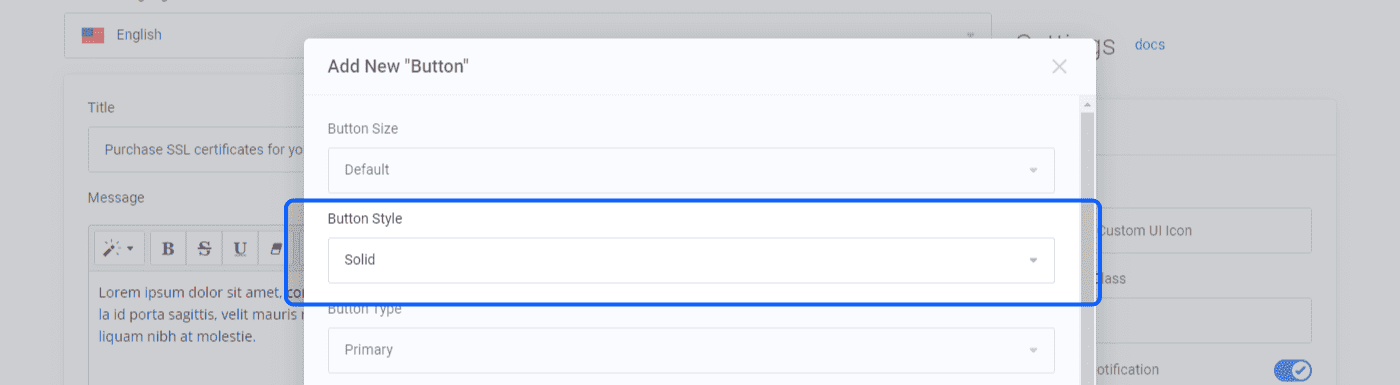 English
docs
Add New "Button"
Title
Button Size
Purchase SSL certificates for yo
Default
Message
Button Style
Custom UI Icon
B S U
Solid
Lorem ipsum dolor sit amet, co
la id porta sagittis, velit mauris
liquam nibh at molestie.
Button Type
Primary
otification